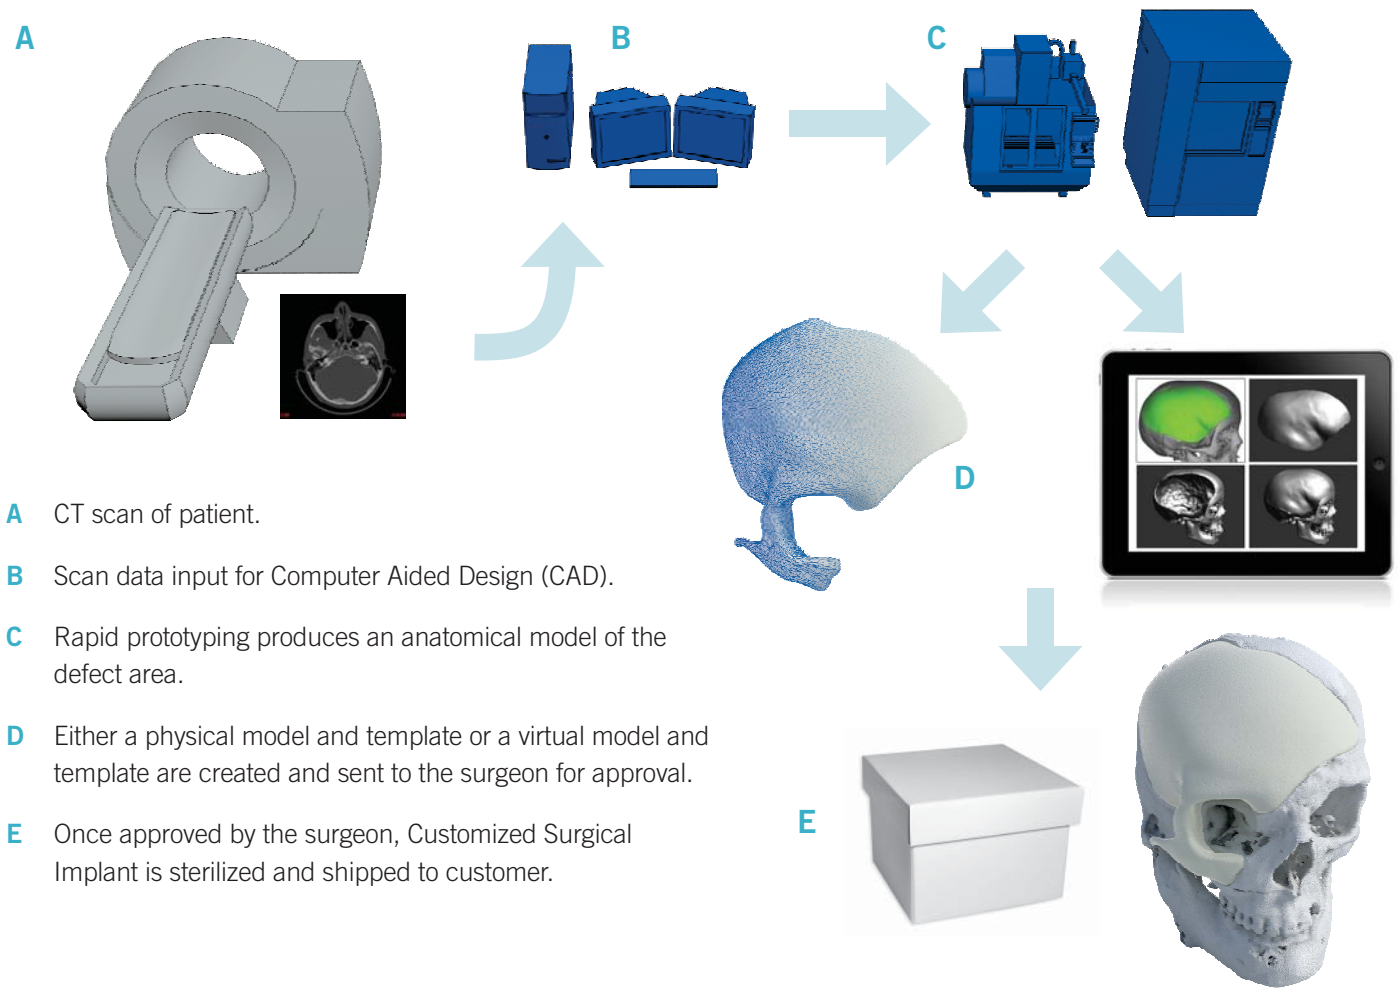 A
B
C
D
E
A CT scan of patient.
B Scan data input for Computer Aided Design (CAD).
C Rapid prototyping produces an anatomical model of the
defect area.
D Either a physical model and template or a virtual model and
template are created and sent to the surgeon for approval.
E Once approved by the surgeon, Customized Surgical
Implant is sterilized and shipped to customer.